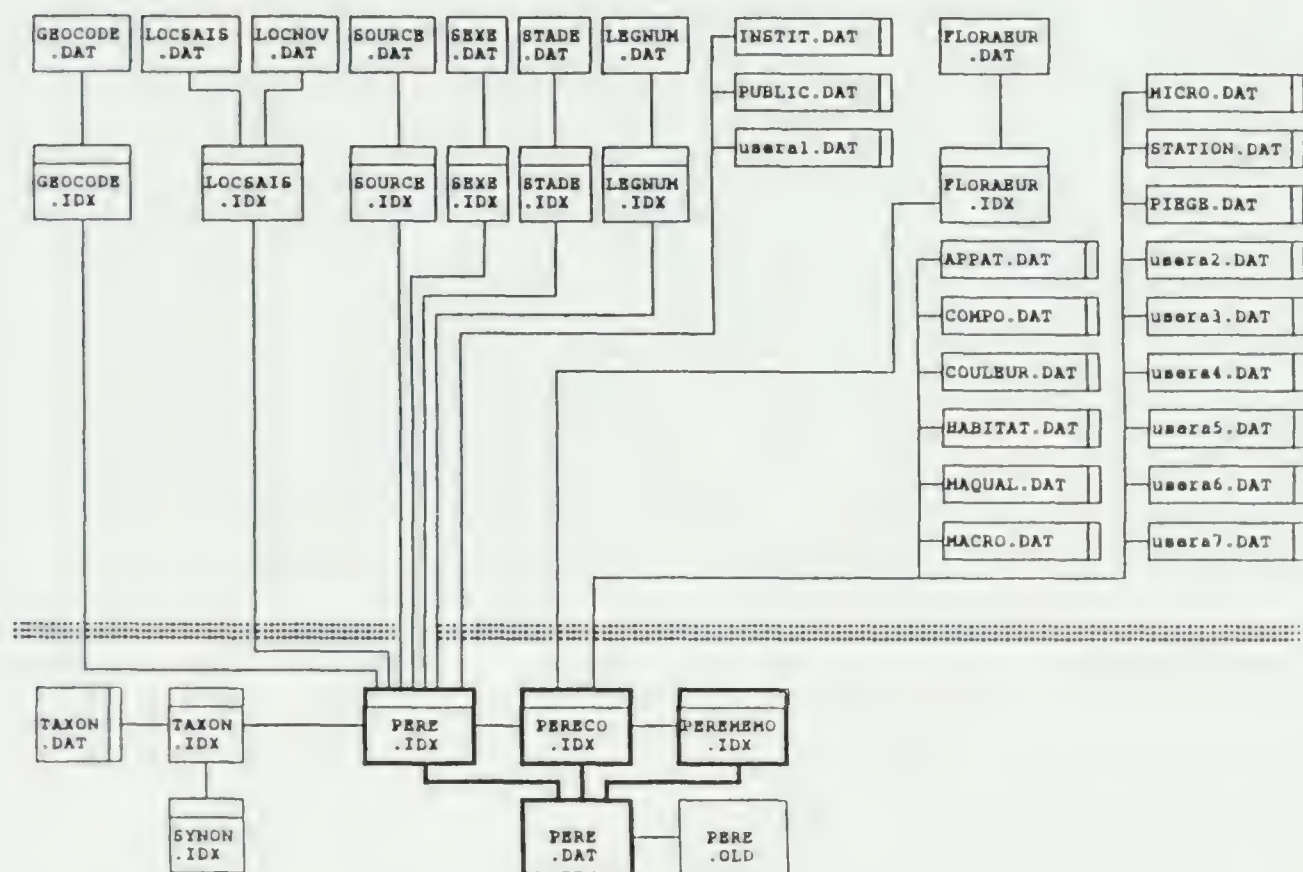 GEOCODE
.DAT
LOCSAIS
.DAT
LOCNOV
.DAT
SOURCE
.DAT
SEXE
.DAT
STADE
.DAT
LEGNUM
.DAT
INSTIT.DAT
PUBLIC.DAT
usera1.DAT
FLORAEUR
.DAT
MICRO.DAT
STATION.DAT
PIEGE.DAT
usera2.DAT
usera3.DAT
usera4.DAT
usera5.DAT
usera6.DAT
usera7.DAT
GEOCODE
.IDX
LOCSAIS
.IDX
SOURCE
.IDX
SEXE
.IDX
STADE
.IDX
LEGNUM
.IDX
FLORAEUR
.IDX
APPAT.DAT
COMPO.DAT
COULEUR.DAT
HABITAT.DAT
MAQUAL.DAT
MACRO.DAT
TAXON
.DAT
TAXON
.IDX
PERE
.IDX
PERECO
.IDX
PEREMEMO
.IDX
SYNON
.IDX
PERE
.DAT
PERE
.OLD